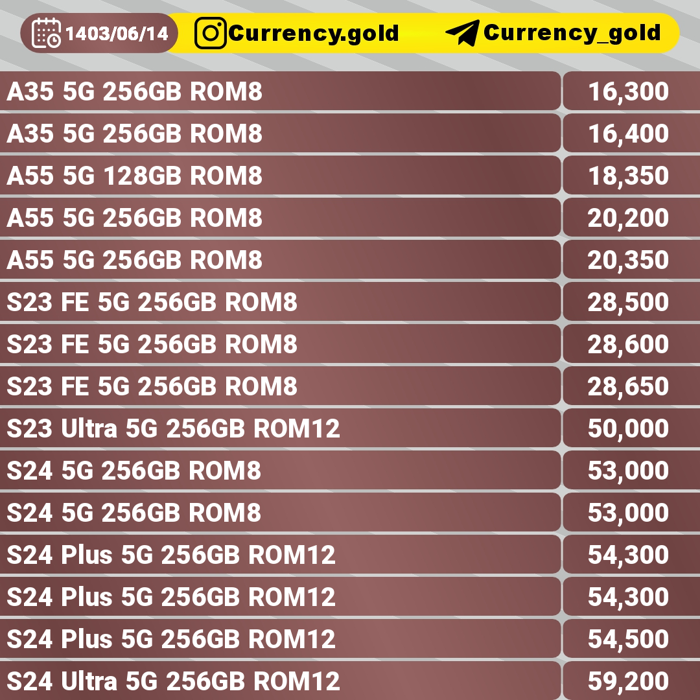 1403/06/14 Currency.gold Currency_gold
A35 5G 256GB ROM8 16,300
A35 5G 256GB ROM8 16,400
A55 5G 128GB ROM8 18,350
A55 5G 256GB ROM8 20,200
A55 5G 256GB ROM8 20,350
S23 FE 5G 256GB ROM8 28,500
S23 FE 5G 256GB ROM8 28,600
S23 FE 5G 256GB ROM8 28,650
S23 Ultra 5G 256GB ROM12 50,000
S24 5G 256GB ROM8 53,000
S24 5G 256GB ROM8 53,000
S24 Plus 5G 256GB ROM12 54,300
S24 Plus 5G 256GB ROM12 54,300
S24 Plus 5G 256GB ROM12 54,500
S24 Ultra 5G 256GB ROM12 59,200